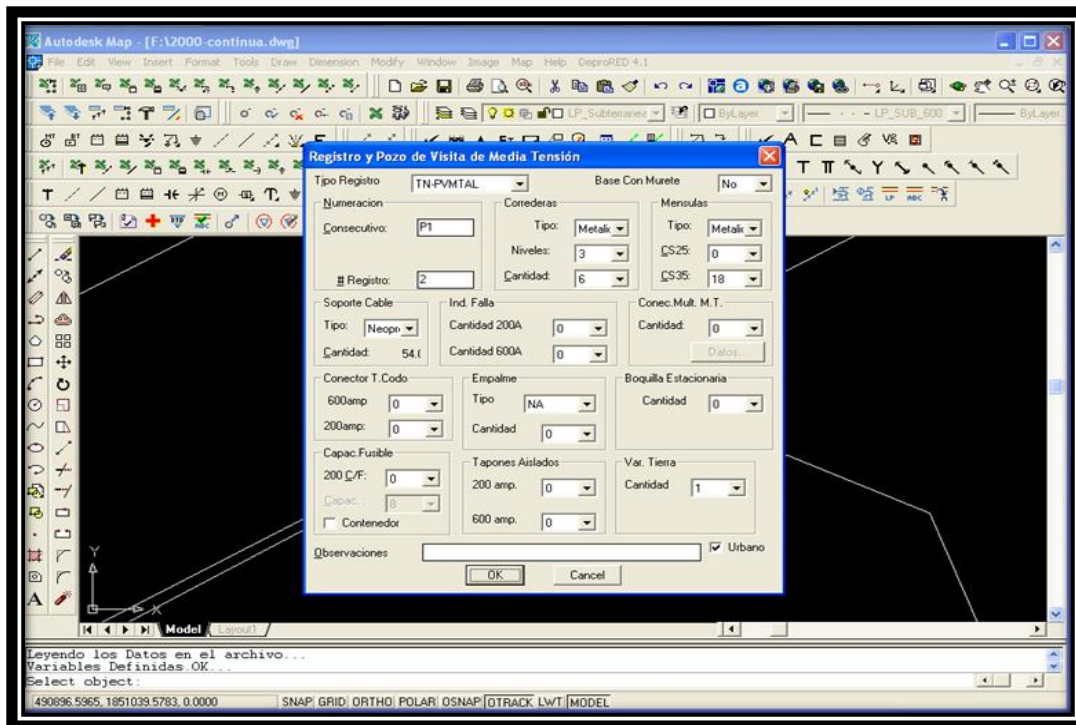 Autodesk Map - [F:\2000-continua.dwg]
File Edit View Insert Format Tools Draw Dimension Modify Window Image Map Help DeproRED 4.1
LP_Subterranea ByLayer LP_SUB_600 ByLayer
Registro y Pozo de Visita de Media Tensión
Tipo Registro TN-PVMTAL Base Con Murete No
Numeracion
Consecutivo: P1
# Registro: 2
Correderas
Tipo: Metalic
Niveles: 3
Cantidad: 6
Mensulas
Tipo: Metalic
CS25: 0
CS35: 18
Soporte Cable
Tipo: Neopr
Cantidad: 54.(
Ind. Falla
Cantidad 200A 0
Cantidad 600A 0
Conec.Mult. M.T.
Cantidad: 0
Datos...
Conector T.Codo
600amp 0
200amp: 0
Empalme
Tipo NA
Cantidad 0
Boquilla Estacionaria
Cantidad 0
Capac.Fusible
200 C/F: 0
Capac. : 8
Contenedor
Tapones Aislados
200 amp. 0
600 amp. 0
Var. Tierra
Cantidad 1
Observaciones Urbano
OK Cancel
Y
X
Model Layout1
Leyendo los Datos en el archivo...
Variables Definidas.OK...
Select object:
490896.5965, 1851039.5783, 0.0000 SNAP GRID ORTHO POLAR OSNAP OTRACK LWT MODEL